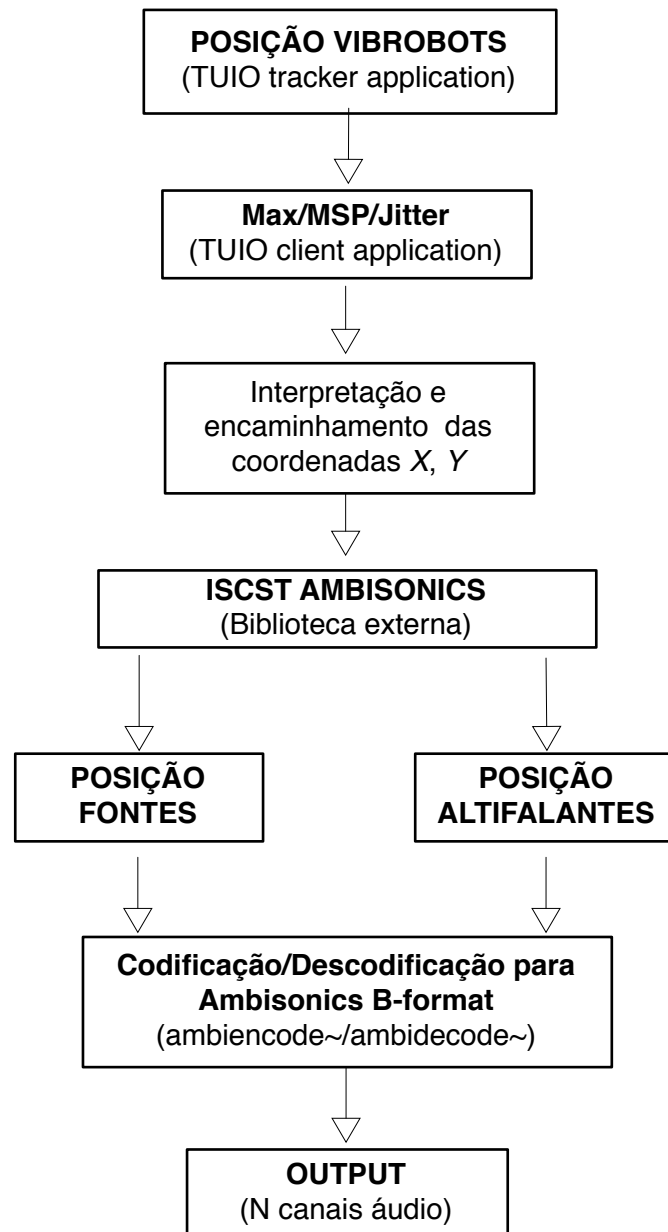 POSIÇÃO VIBROBOTS
(TUIO tracker application)
Max/MSP/Jitter
(TUIO client application)
Interpretação e
encaminhamento das
coordenadas X, Y
ISCST AMBISONICS
(Biblioteca externa)
POSIÇÃO
FONTES
POSIÇÃO
ALTIFALANTES
Codificação/Descodificação para
Ambisonics B-format
(ambiencode~/ambidecode~)
OUTPUT
(N canais áudio)